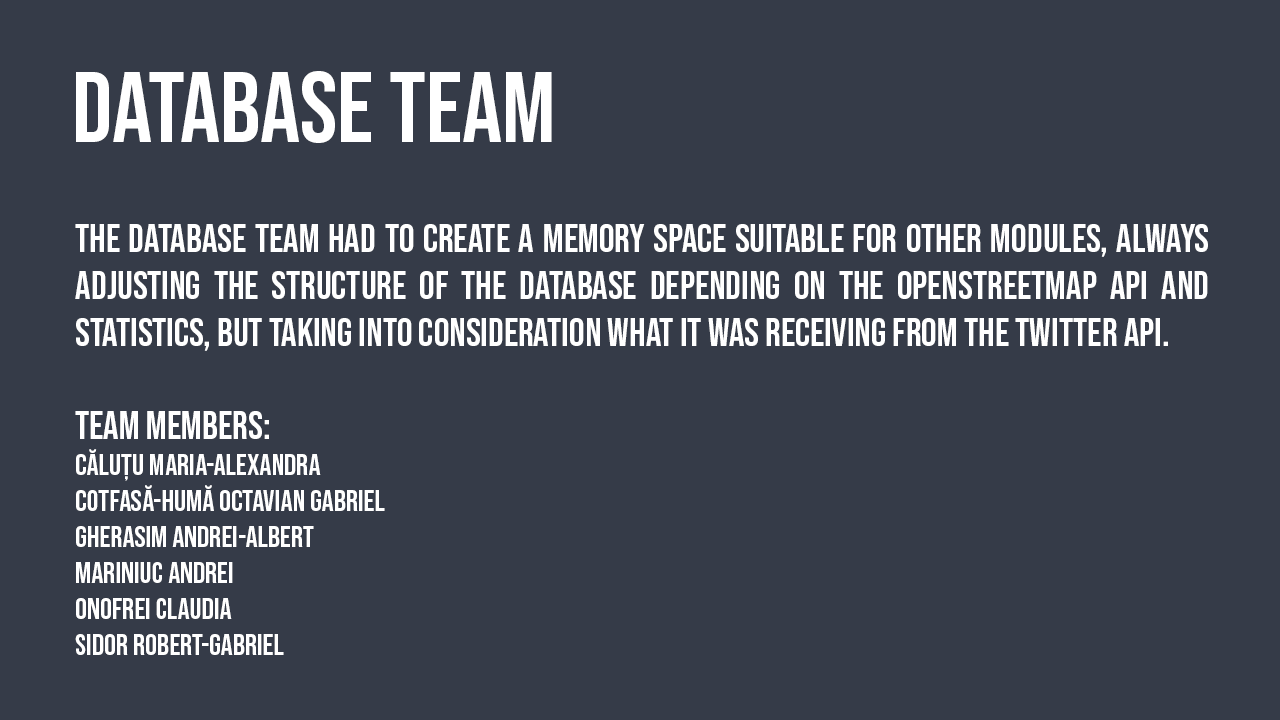 DATABASE TEAM
THE DATABASE TEAM HAD TO CREATE A MEMORY SPACE SUITABLE FOR OTHER MODULES, ALWAYS
ADJUSTING THE STRUCTURE OF THE DATABASE DEPENDING ON THE OPENSTREETMAP API AND
STATISTICS, BUT TAKING INTO CONSIDERATION WHAT IT WAS RECEIVING FROM THE TWITTER API.
TEAM MEMBERS:
CĂLUȚU MARIA-ALEXANDRA
COTFASĂ-HUMĂ OCTAVIAN GABRIEL
GHERASIM ANDREI-ALBERT
MARINIUC ANDREI
ONOFREI CLAUDIA
SIDOR ROBERT-GABRIEL